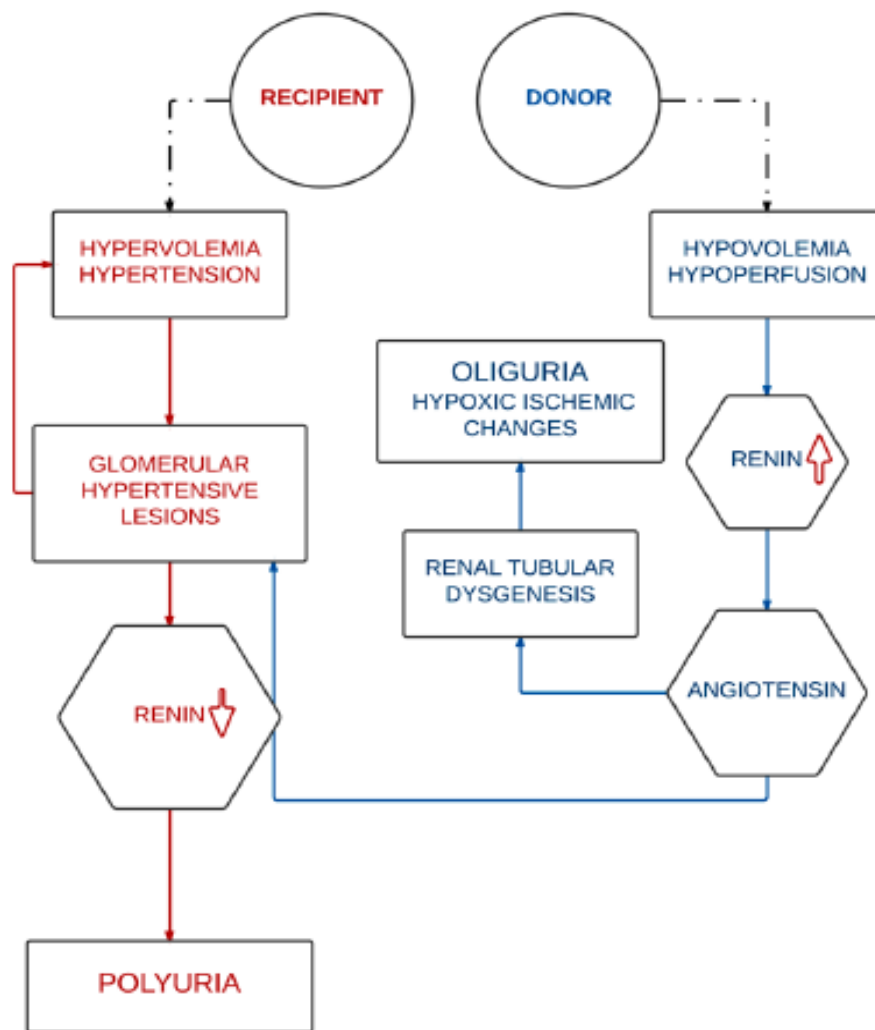 RECIPIENT
DONOR
HYPERVOLEMIA
HYPERTENSION
HYPOVOLEMIA
HYPOPERFUSION
OLIGURIA
HYPOXIC ISCHEMIC
CHANGES
RENIN
GLOMERULAR
HYPERTENSIVE
LESIONS
RENAL TUBULAR
DYSGENESIS
RENIN
ANGIOTENSIN
POLYURIA